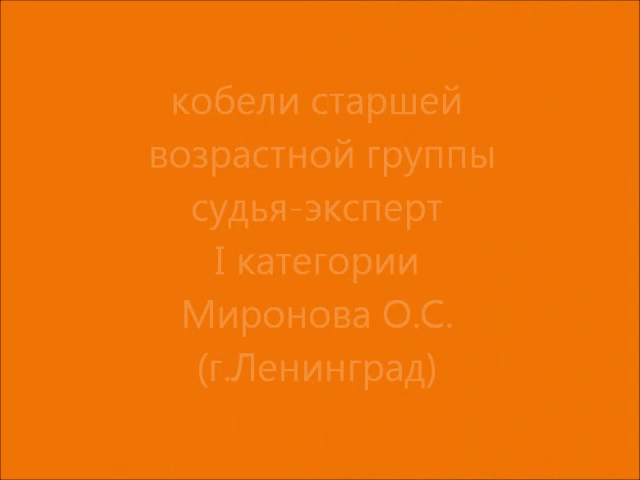 кобели старшей
возрастной группы
судья-эксперт
I категории
Миронова О.С.
(г.Ленинград)